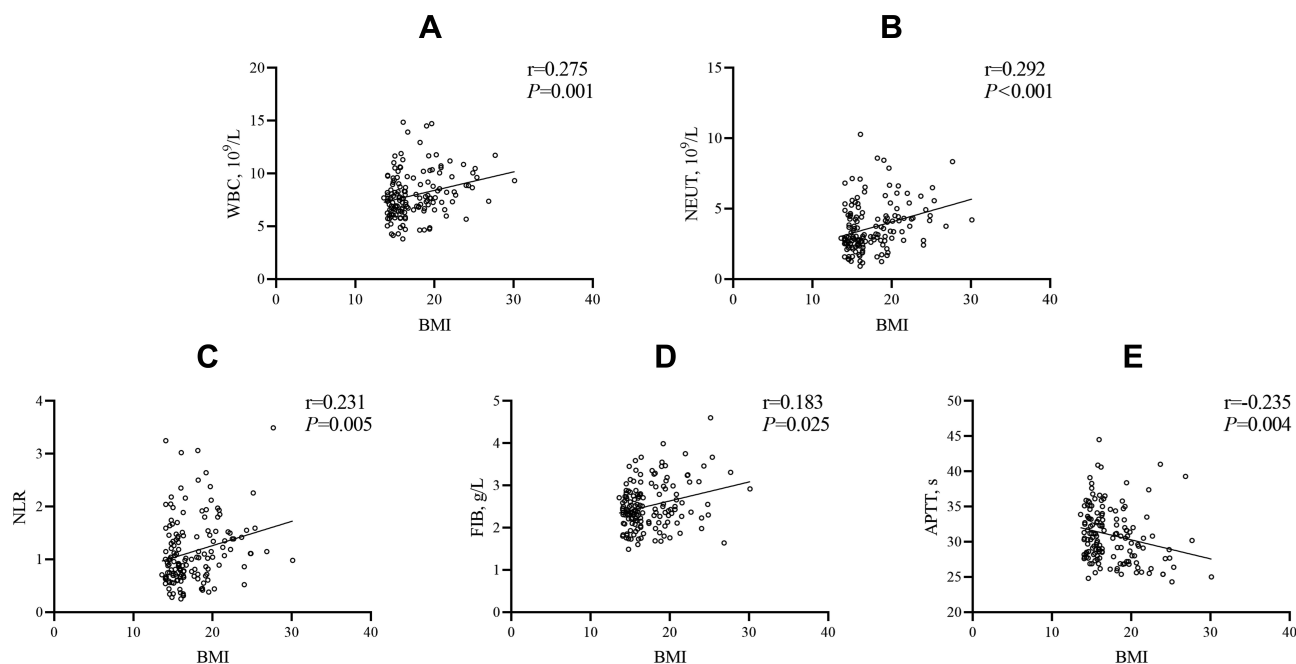 A
r=0.275
P=0.001
WBC, 10⁹/L
20
15
10
5
0
0 10 20 30 40
BMI
B
r=0.292
P<0.001
NEUT, 10⁹/L
15
10
5
0
0 10 20 30 40
BMI
C
r=0.231
P=0.005
NLR
4
3
2
1
0
0 10 20 30 40
BMI
D
r=0.183
P=0.025
FIB, g/L
5
4
3
2
1
0
0 10 20 30 40
BMI
E
r=-0.235
P=0.004
APTT, s
50
45
40
35
30
25
20
0 10 20 30 40
BMI